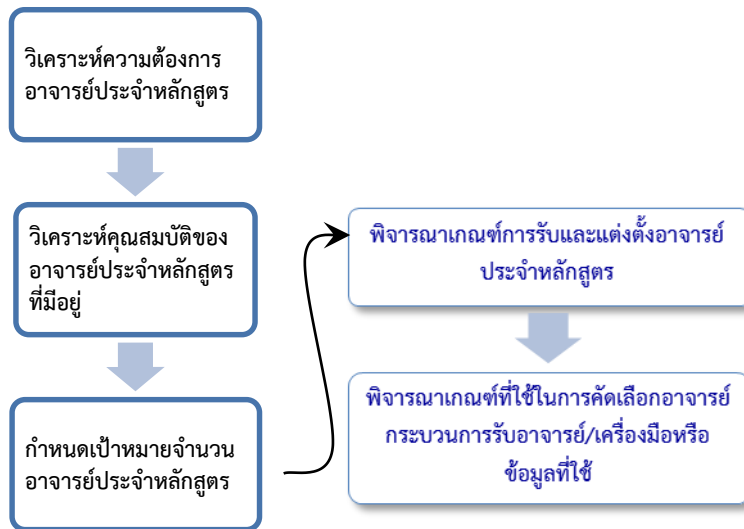 วิเคราะห์ความต้องการ
อาจารย์ประจำหลักสูตร
วิเคราะห์คุณสมบัติของ
อาจารย์ประจำหลักสูตร
ที่มีอยู่
กำหนดเป้าหมายจำนวน
อาจารย์ประจำหลักสูตร
พิจารณาเกณฑ์การรับและแต่งตั้งอาจารย์
ประจำหลักสูตร
พิจารณาเกณฑ์ที่ใช้ในการคัดเลือกอาจารย์
กระบวนการรับอาจารย์/เครื่องมือหรือ
ข้อมูลที่ใช้